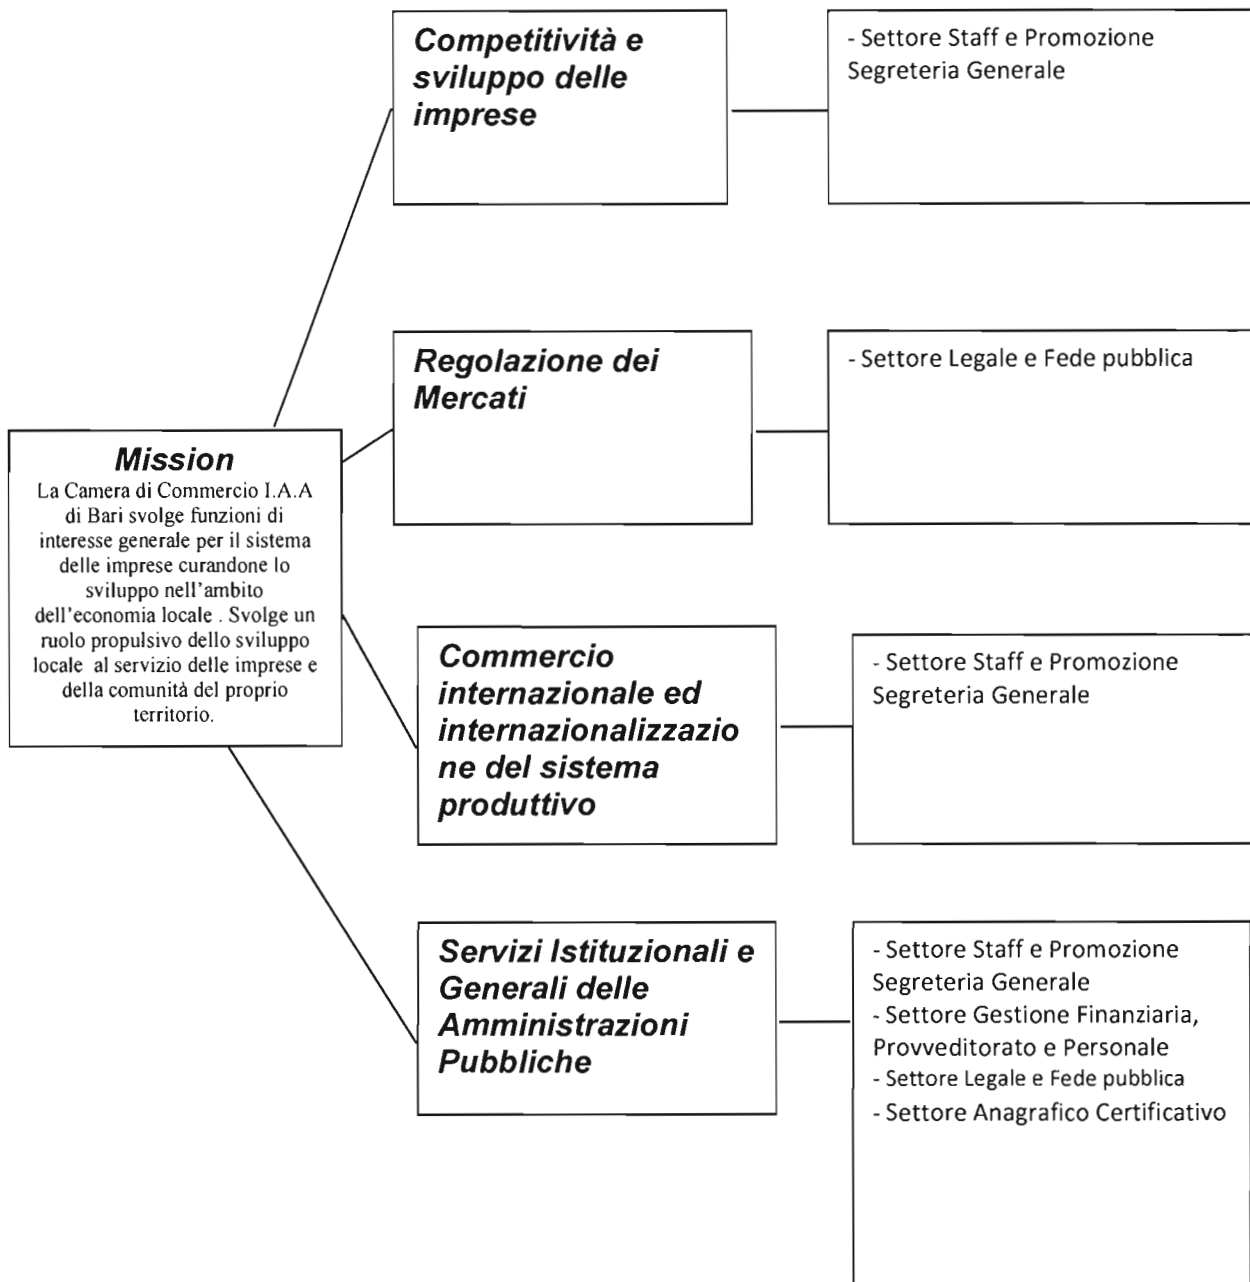 Competitività e
sviluppo delle
imprese
- Settore Staff e Promozione
Segreteria Generale
Regolazione dei
Mercati
- Settore Legale e Fede pubblica
Mission
La Camera di Commercio I.A.A
di Bari svolge funzioni di
interesse generale per il sistema
delle imprese curandone lo
sviluppo nell'ambito
dell'economia locale . Svolge un
ruolo propulsivo dello sviluppo
locale al servizio delle imprese e
della comunità del proprio
territorio.
Commercio
internazionale ed
internazionalizzazio
ne del sistema
produttivo
- Settore Staff e Promozione
Segreteria Generale
Servizi Istituzionali e
Generali delle
Amministrazioni
Pubbliche
- Settore Staff e Promozione
Segreteria Generale
- Settore Gestione Finanziaria,
Provveditorato e Personale
- Settore Legale e Fede pubblica
- Settore Anagrafico Certificativo